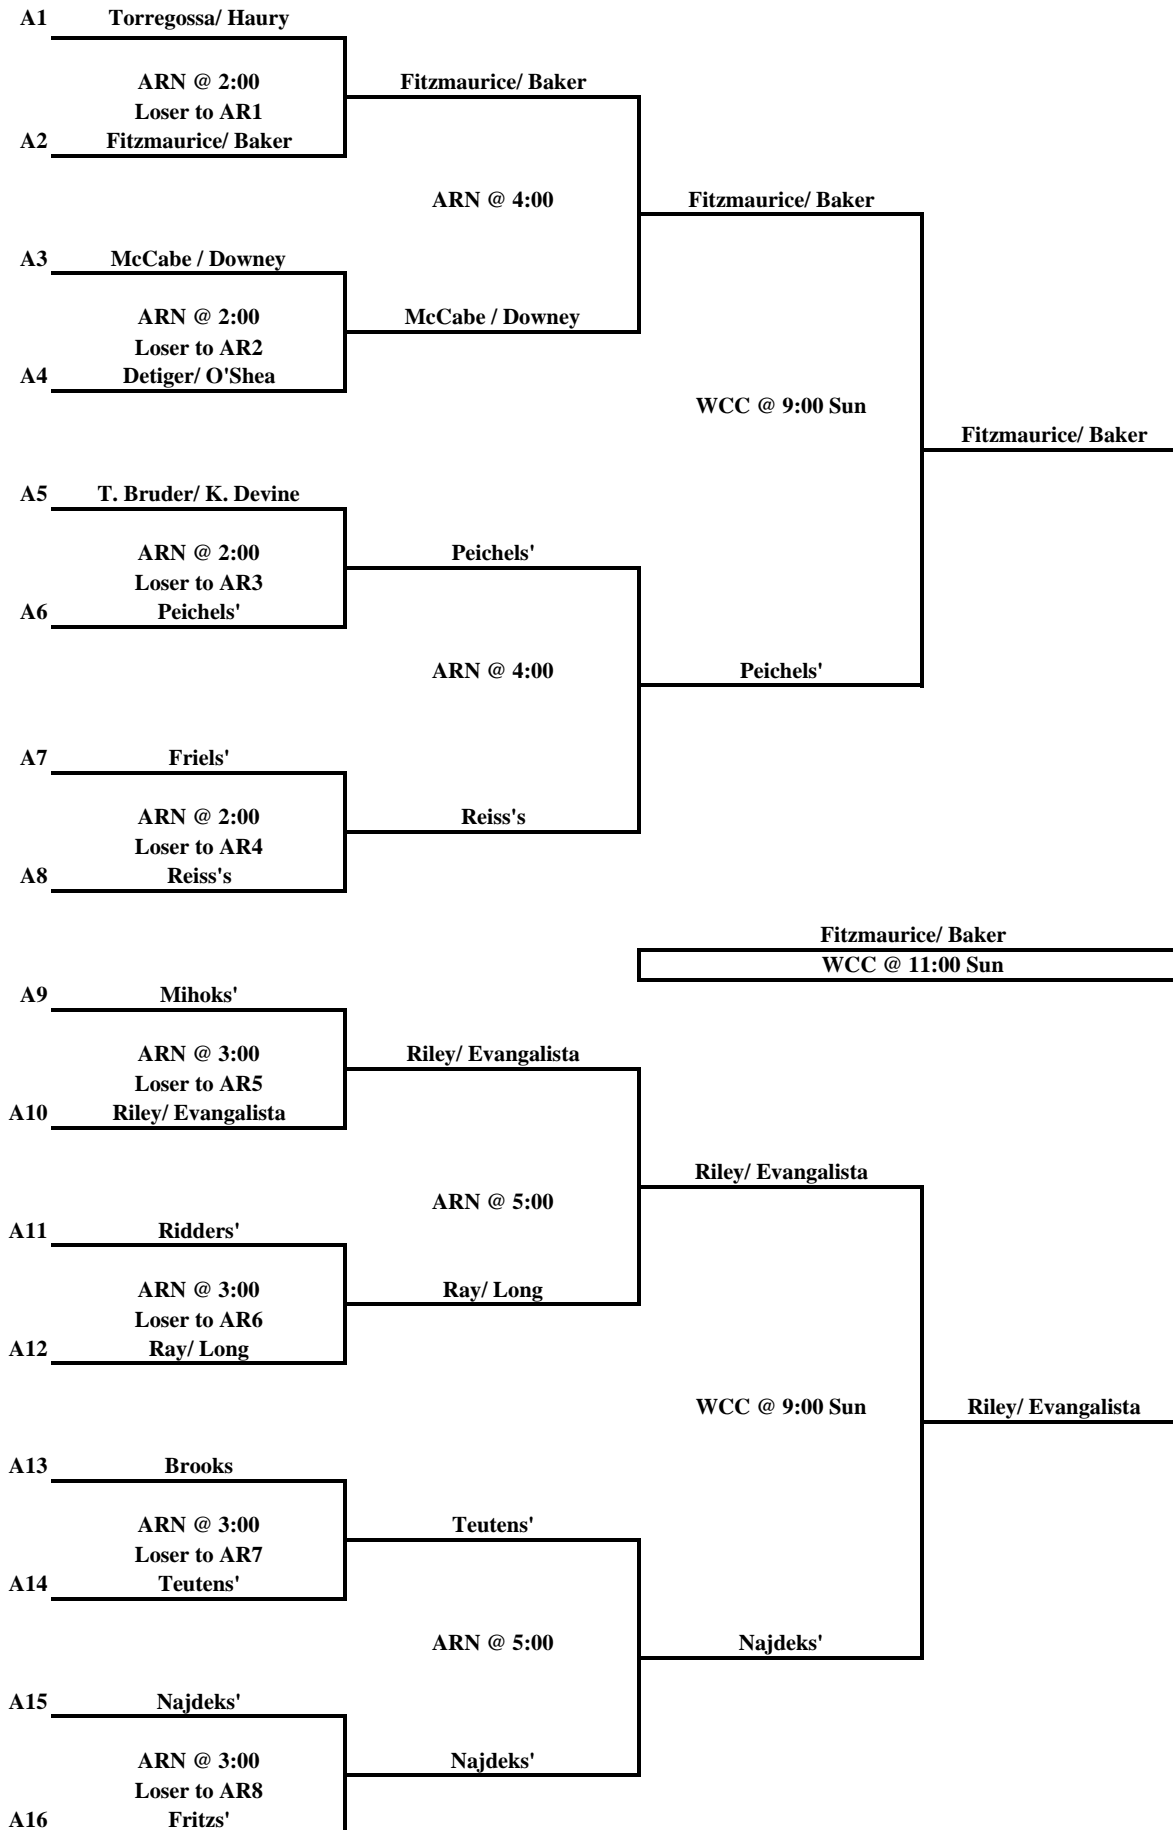 A1 Torregossa/ Haury
ARN @ 2:00 Fitzmaurice/ Baker
Loser to AR1
A2 Fitzmaurice/ Baker
ARN @ 4:00 Fitzmaurice/ Baker
A3 McCabe / Downey
ARN @ 2:00 McCabe / Downey
Loser to AR2
A4 Detiger/ O'Shea
WCC @ 9:00 Sun
Fitzmaurice/ Baker
A5 T. Bruder/ K. Devine
ARN @ 2:00 Peichels'
Loser to AR3
A6 Peichels'
ARN @ 4:00 Peichels'
A7 Friels'
ARN @ 2:00 Reiss's
Loser to AR4
A8 Reiss's
Fitzmaurice/ Baker
WCC @ 11:00 Sun
A9 Mihoks'
ARN @ 3:00 Riley/ Evangalista
Loser to AR5
A10 Riley/ Evangalista
Riley/ Evangalista
ARN @ 5:00
A11 Ridders'
ARN @ 3:00 Ray/ Long
Loser to AR6
A12 Ray/ Long
WCC @ 9:00 Sun Riley/ Evangalista
A13 Brooks
ARN @ 3:00 Teutens'
Loser to AR7
A14 Teutens'
ARN @ 5:00 Najdeks'
A15 Najdeks'
ARN @ 3:00 Najdeks'
Loser to AR8
A16 Fritzs'